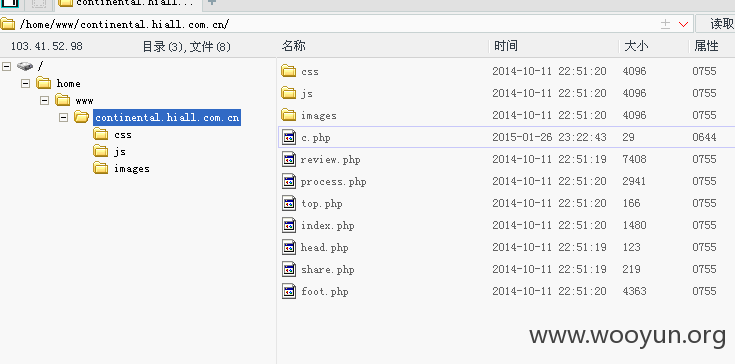 continental.hiall.com.cn/...
/home/www/continental.hiall.com.cn/
读取
103.41.52.98 目录(3),文件(8) 名称 时间 大小 属性
/
home
www
continental.hiall.com.cn
css
js
images
css 2014-10-11 22:51:20 4096 0755
js 2014-10-11 22:51:20 4096 0755
images 2014-10-11 22:51:20 4096 0755
c.php 2015-01-26 23:22:43 29 0644
review.php 2014-10-11 22:51:19 7408 0755
process.php 2014-10-11 22:51:20 2941 0755
top.php 2014-10-11 22:51:20 166 0755
index.php 2014-10-11 22:51:20 1480 0755
head.php 2014-10-11 22:51:19 123 0755
share.php 2014-10-11 22:51:19 219 0755
foot.php 2014-10-11 22:51:20 4363 0755
www.wooyun.org